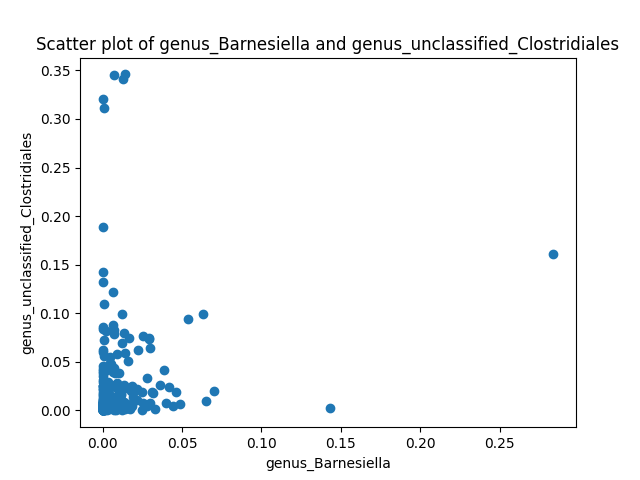 Scatter plot of genus_Barnesiella and genus_unclassified_Clostridiales
genus_unclassified_Clostridiales
0.35
0.30
0.25
0.20
0.15
0.10
0.05
0.00
0.00 0.05 0.10 0.15 0.20 0.25
genus_Barnesiella